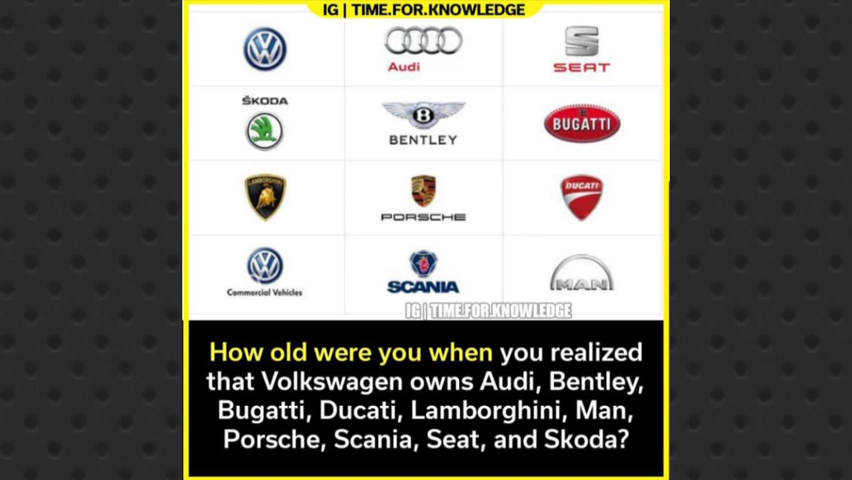 IG | TIME.FOR.KNOWLEDGE
Audi
SEAT
ŠKODA
BENTLEY
BUGATTI
LAMBORGHINI
PORSCHE
DUCATI
Commercial Vehicles
SCANIA
MAN
IG | TIME.FOR.KNOWLEDGE
How old were you when you realized
that Volkswagen owns Audi, Bentley,
Bugatti, Ducati, Lamborghini, Man,
Porsche, Scania, Seat, and Skoda?